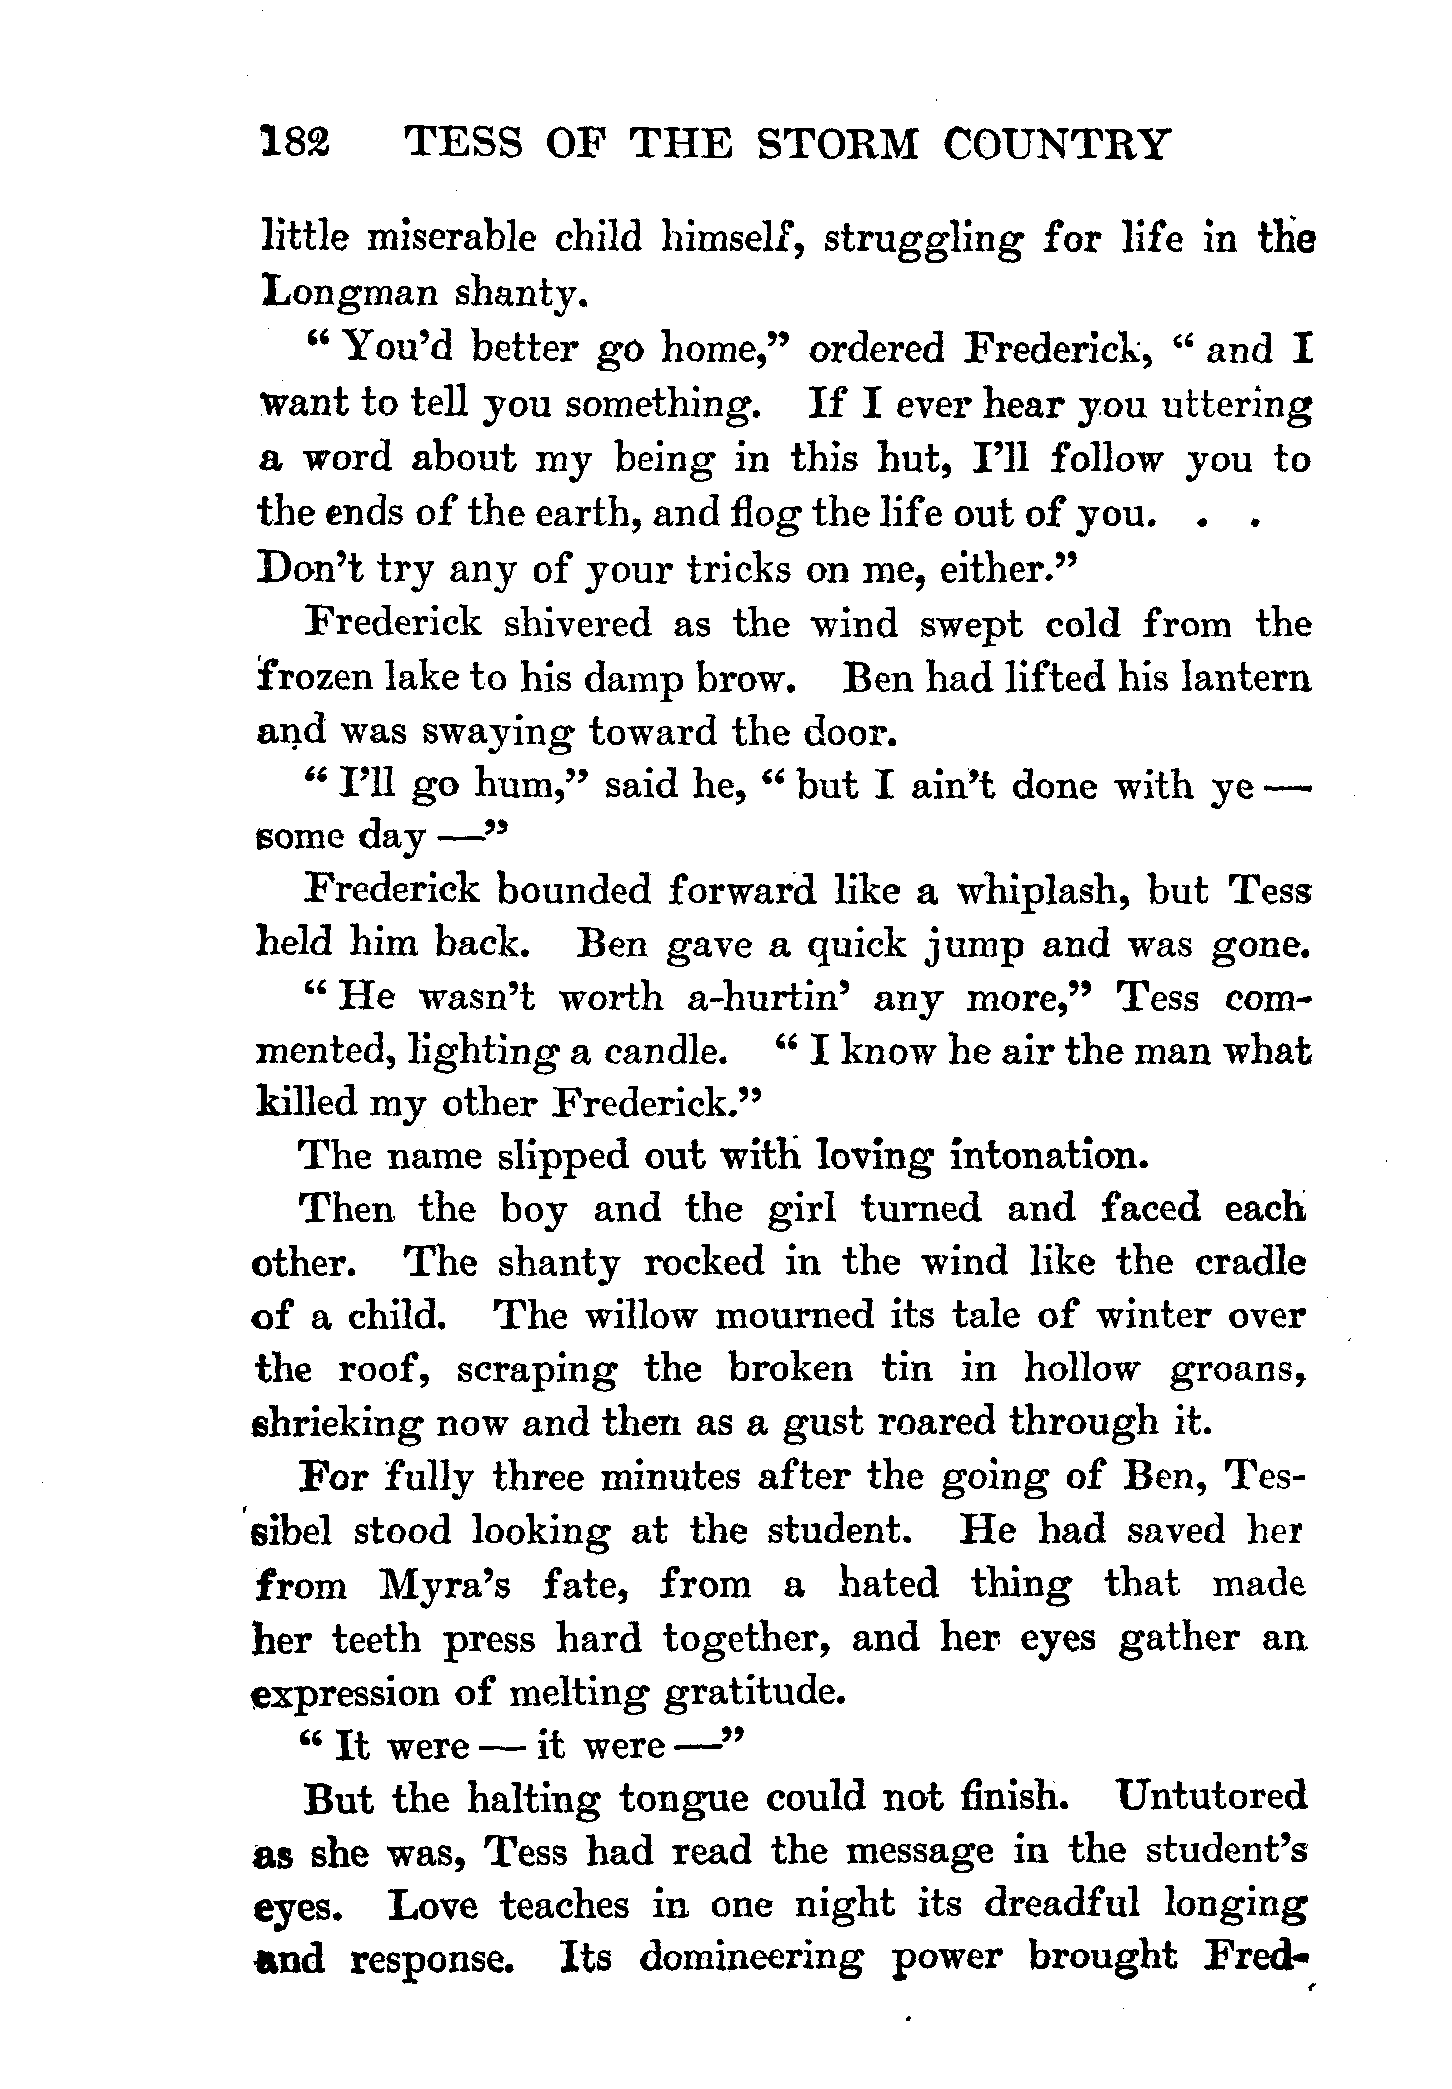 182 TESS OF THE STORM COUNTRY
little miserable child himself, struggling for life in the
Longman shanty.
“ You’d better go home,” ordered Frederick, “ and I
want to tell you something. If I ever hear you uttering
a word about my being in this hut, I’ll follow you to
the ends of the earth, and flog the life out of you. . .
Don’t try any of your tricks on me, either.”
Frederick shivered as the wind swept cold from the
frozen lake to his damp brow. Ben had lifted his lantern
and was swaying toward the door.
“ I’ll go hum,” said he, “ but I ain’t done with ye —
some day —”
Frederick bounded forward like a whiplash, but Tess
held him back. Ben gave a quick jump and was gone.
“ He wasn’t worth a-hurtin’ any more,” Tess com-
mented, lighting a candle. “ I know he air the man what
killed my other Frederick.”
The name slipped out with loving intonation.
Then the boy and the girl turned and faced each
other. The shanty rocked in the wind like the cradle
of a child. The willow mourned its tale of winter over
the roof, scraping the broken tin in hollow groans,
shrieking now and then as a gust roared through it.
For fully three minutes after the going of Ben, Tes-
sibel stood looking at the student. He had saved her
from Myra’s fate, from a hated thing that made
her teeth press hard together, and her eyes gather an
expression of melting gratitude.
“ It were — it were —”
But the halting tongue could not finish. Untutored
as she was, Tess had read the message in the student’s
eyes. Love teaches in one night its dreadful longing
and response. Its domineering power brought Fred-